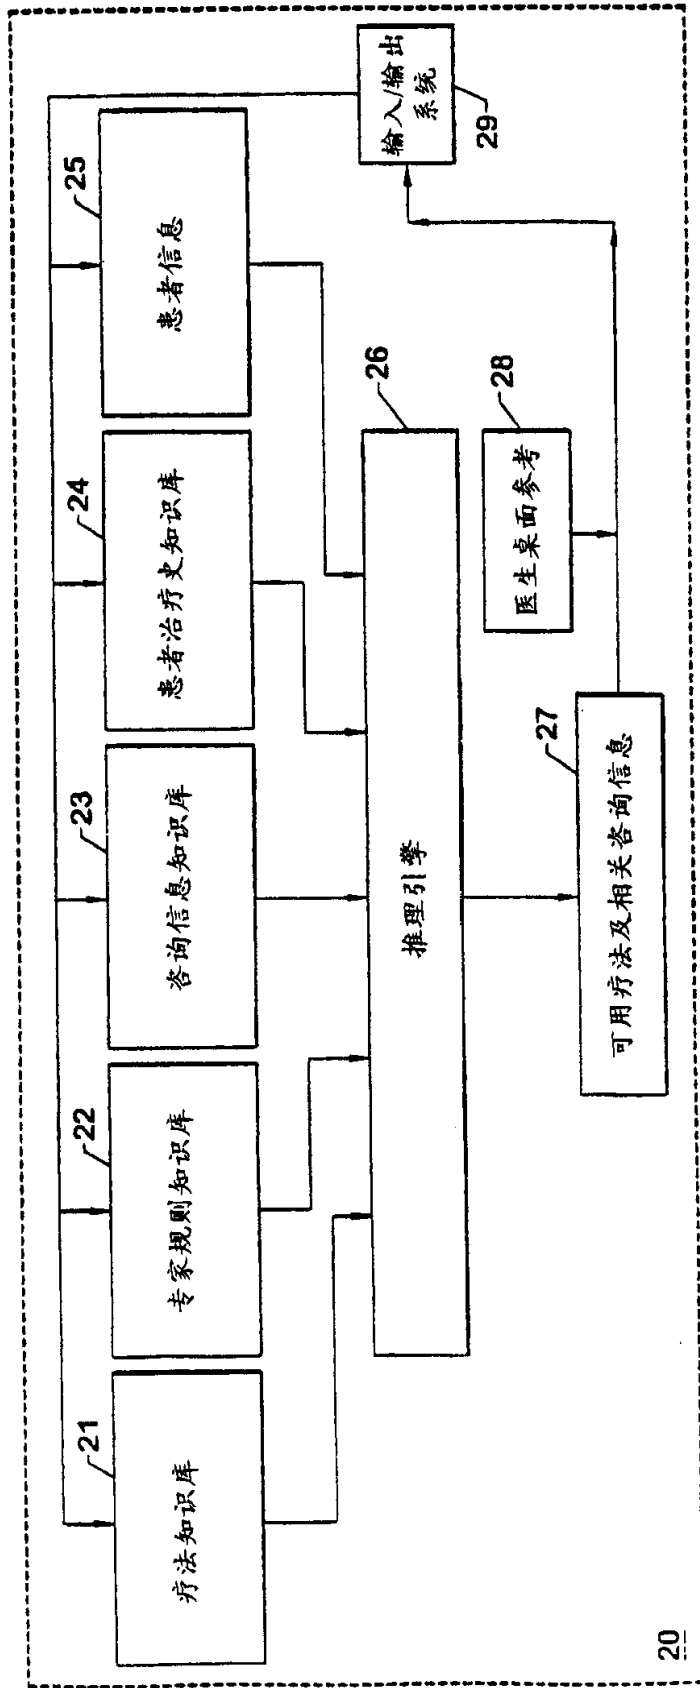 20
21
疗法知识库
22
专家规则知识库
23
咨询信息知识库
24
患者治疗史知识库
25
患者信息
26
推理引擎
27
可用疗法及相关咨询信息
28
医生桌面参考
29
输入/输出
系统